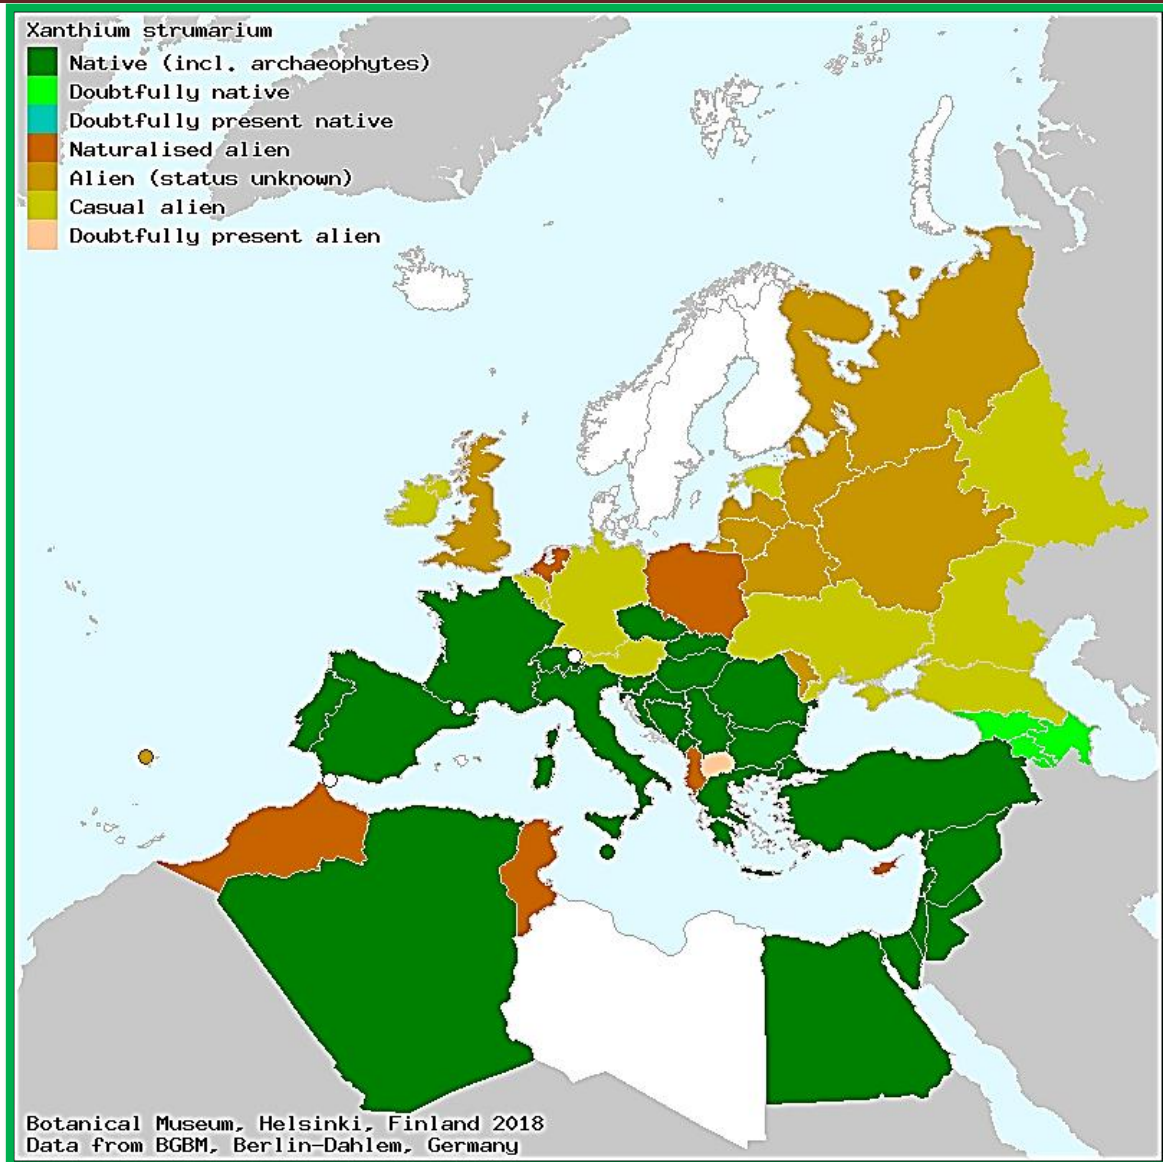 Xanthium strumarium
Native (incl. archaeophytes)
Doubtfully native
Doubtfully present native
Naturalised alien
Alien (status unknown)
Casual alien
Doubtfully present alien
Botanical Museum, Helsinki, Finland 2018
Data from BGBM, Berlin-Dahlem, Germany